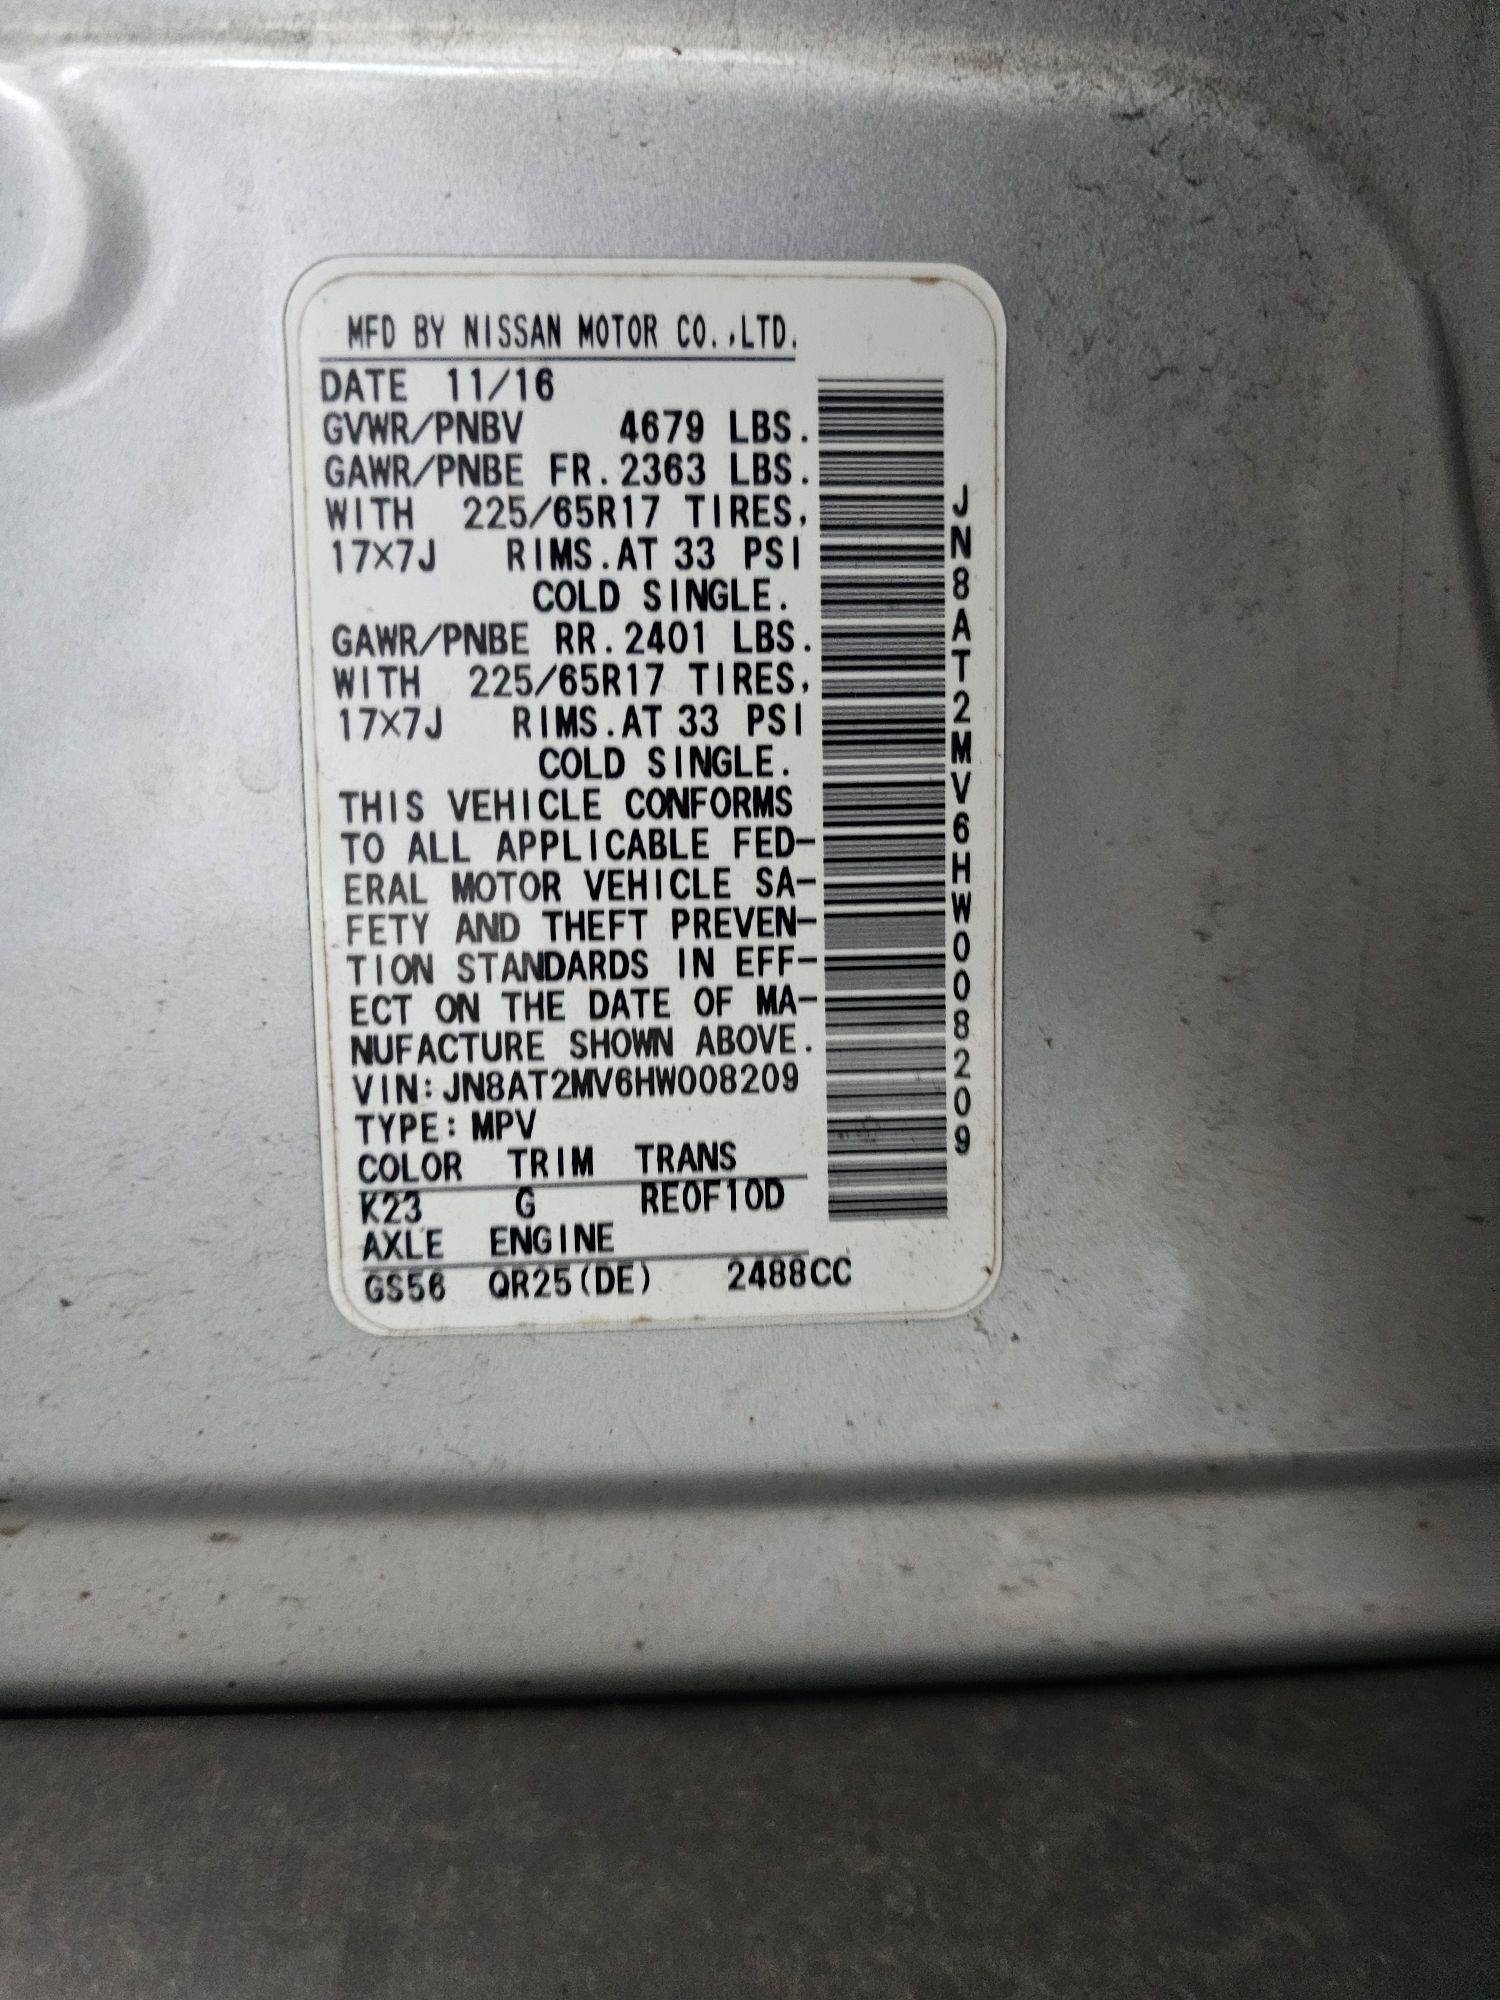 MFD BY NISSAN MOTOR CO.,LTD.
DATE 11/16
GVWR/PNBV 4679 LBS.
GAWR/PNBE FR.2363 LBS.
WITH 225/65R17 TIRES,
17×7J RIMS.AT 33 PSI
COLD SINGLE.
GAWR/PNBE RR.2401 LBS.
WITH 225/65R17 TIRES,
17×7J RIMS.AT 33 PSI
COLD SINGLE.
THIS VEHICLE CONFORMS
TO ALL APPLICABLE FED-
ERAL MOTOR VEHICLE SA-
FETY AND THEFT PREVEN-
TION STANDARDS IN EFF-
ECT ON THE DATE OF MA-
NUFACTURE SHOWN ABOVE.
VIN:JN8AT2MV6HW008209
TYPE:MPV
COLOR TRIM TRANS
K23 G RE0F10D
AXLE ENGINE
GS56 QR25(DE) 2488CC
JN8AT2MV6HW008209